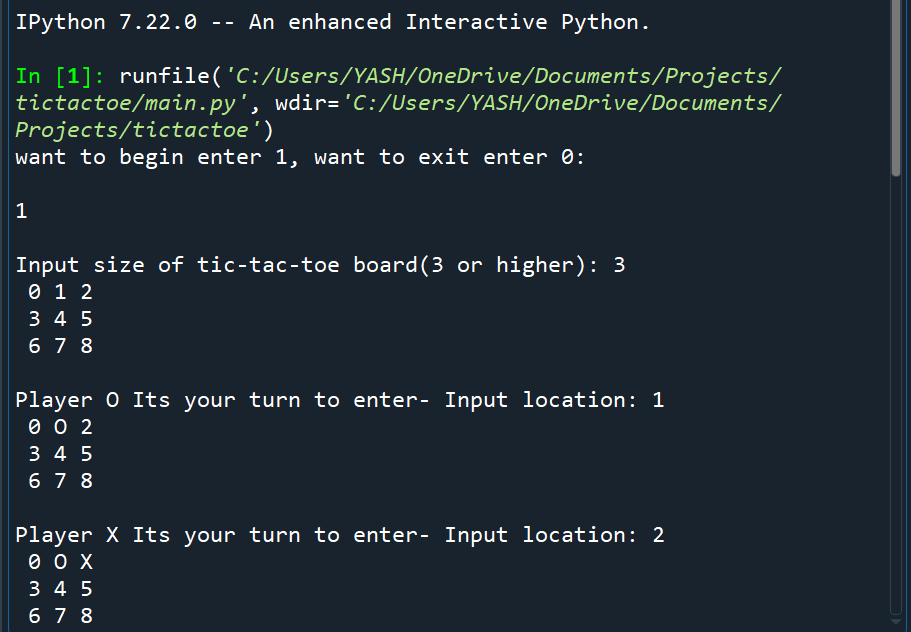 IPython 7.22.0 -- An enhanced Interactive Python.
In [1]: runfile('C:/Users/YASH/OneDrive/Documents/Projects/
tictactoe/main.py', wdir='C:/Users/YASH/OneDrive/Documents/
Projects/tictactoe')
want to begin enter 1, want to exit enter 0:
1
Input size of tic-tac-toe board(3 or higher): 3
0 1 2
3 4 5
6 7 8
Player O Its your turn to enter- Input location: 1
0 O 2
3 4 5
6 7 8
Player X Its your turn to enter- Input location: 2
0 O X
3 4 5
6 7 8